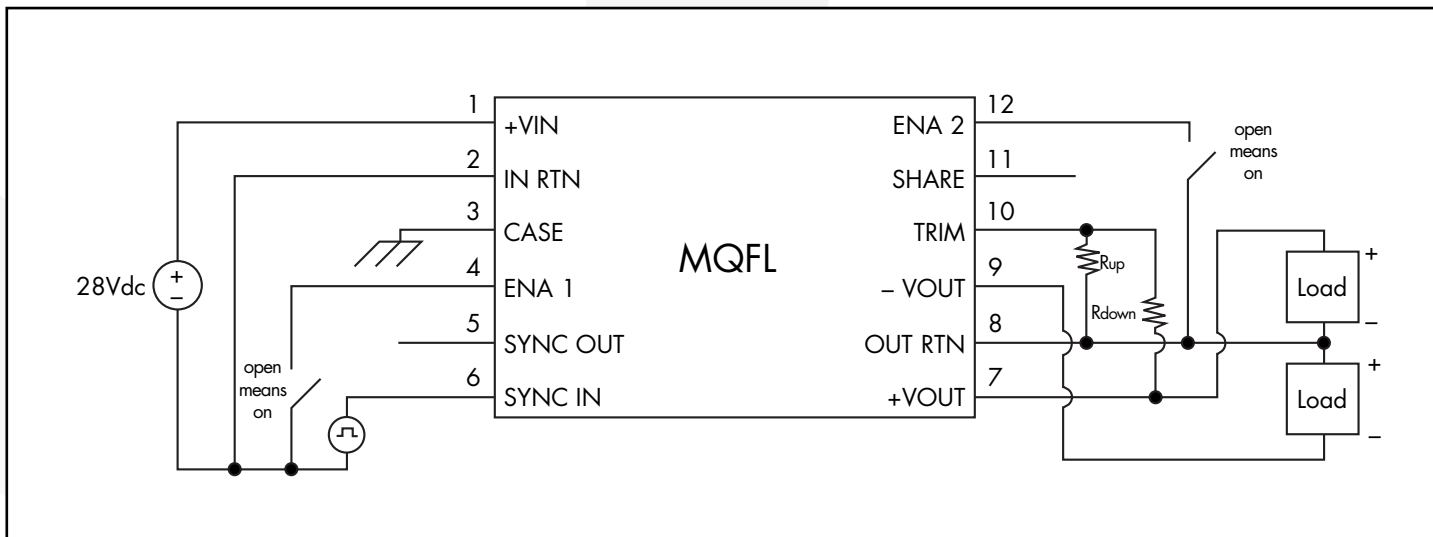 1
+VIN
2
IN RTN
3
CASE
4
ENA 1
5
SYNC OUT
6
SYNC IN
MQFL
12
ENA 2
11
SHARE
10
TRIM
9
– VOUT
8
OUT RTN
7
+VOUT
28Vdc
+
–
open
means
on
open
means
on
Rup
Rdown
+
Load
–
+
Load
–